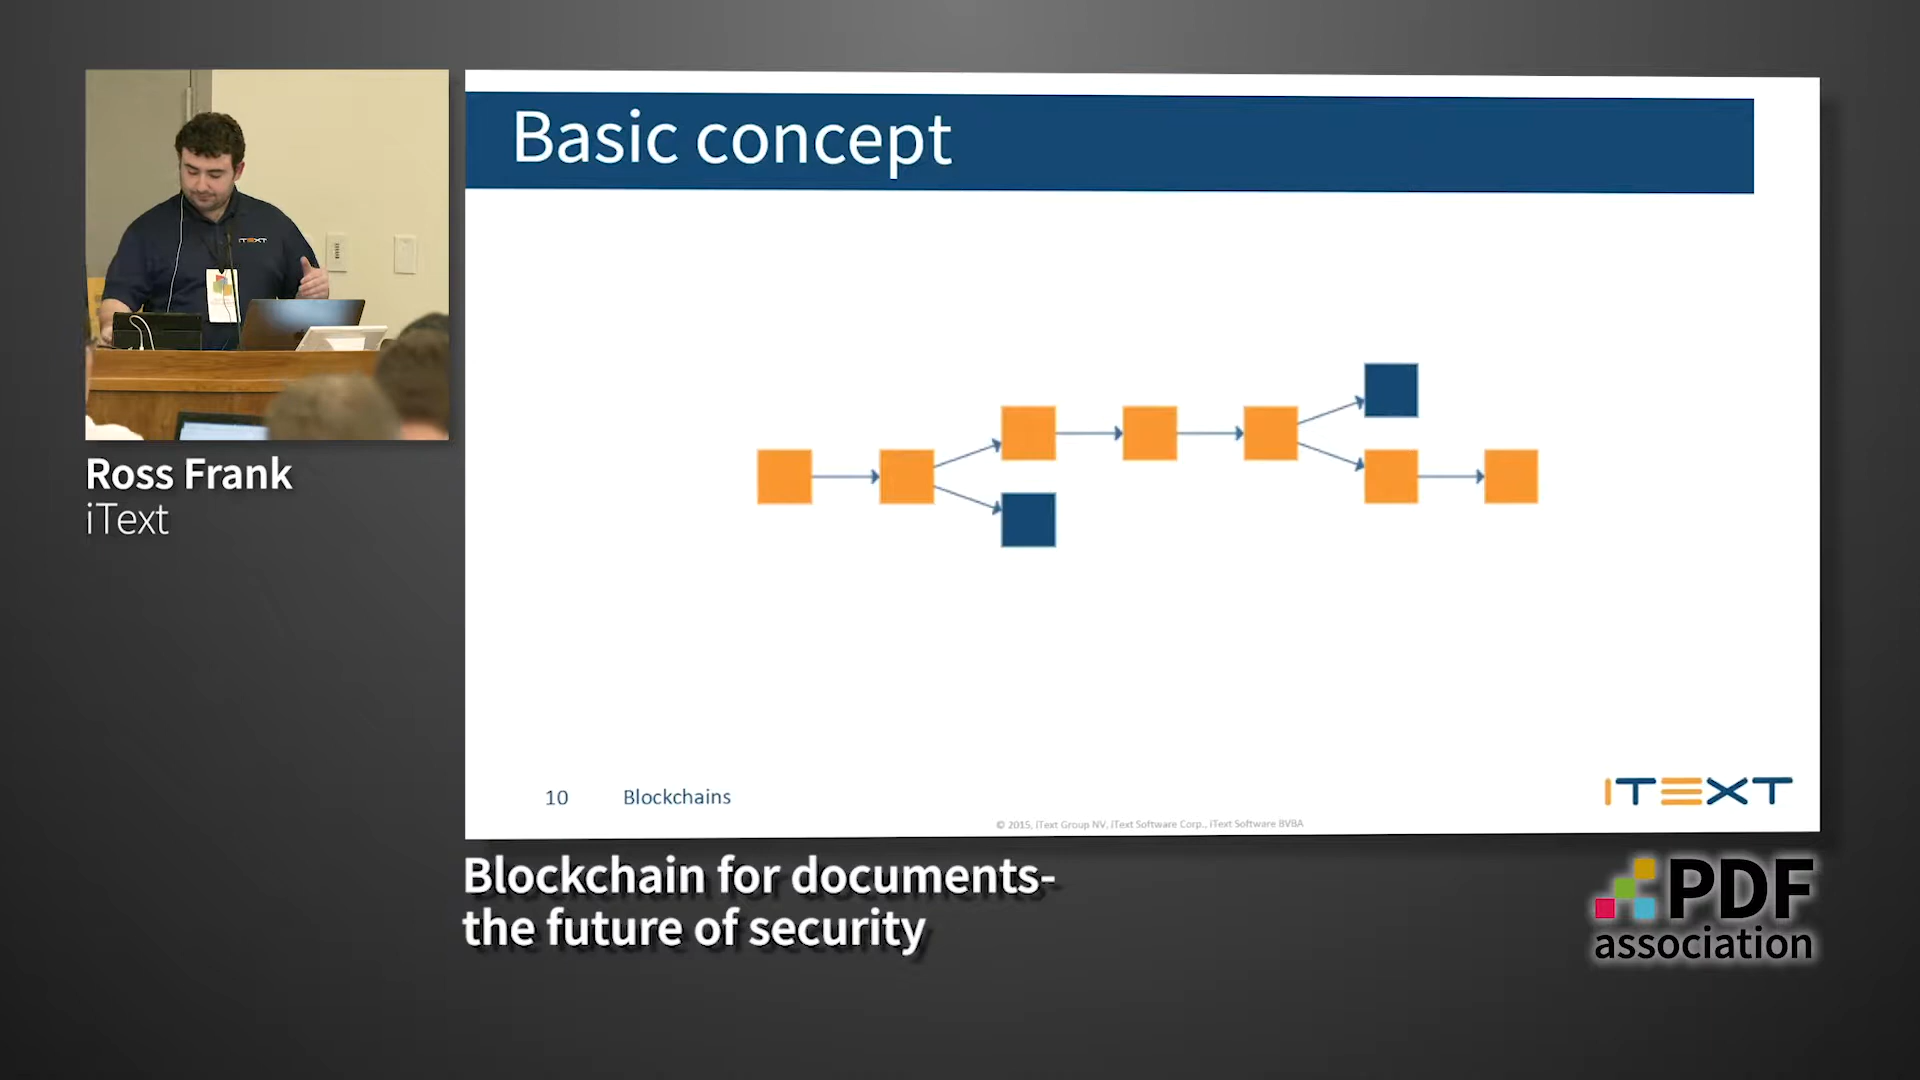 Basic concept
iTEXT
Ross Frank
iText
10 Blockchains
iTEXT
© 2015, iText Group NV, iText Software Corp., iText Software BVBA
Blockchain for documents-
the future of security
PDF
association